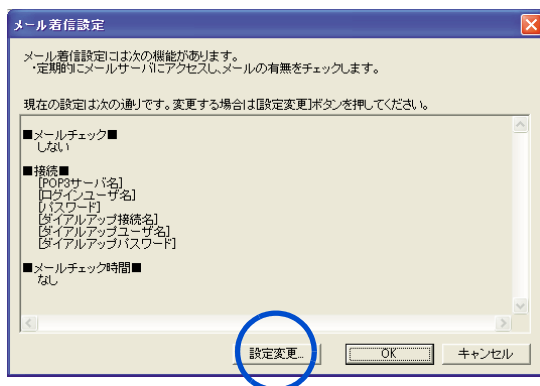 メール着信設定
メール着信設定には次の機能があります。
・定期的にメールサーバにアクセスし、メールの有無をチェックします。
現在の設定は次の通りです。変更する場合は[設定変更]ボタンを押してください。
■メールチェック■
しない
■接続■
[POP3サーバ名]
[ログインユーザ名]
[パスワード]
[ダイアルアップ接続名]
[ダイアルアップユーザ名]
[ダイアルアップパスワード]
■メールチェック時間■
なし
設定変更...
OK
キャンセル